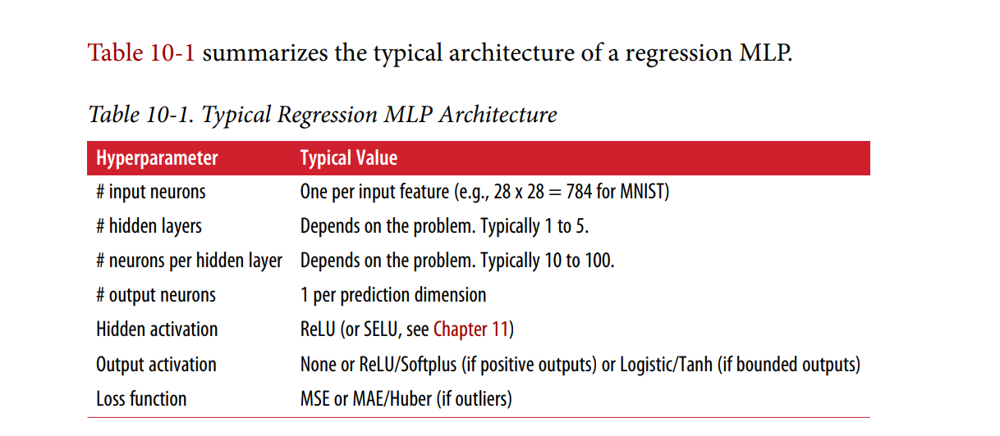 Table 10-1 summarizes the typical architecture of a regression MLP.
Table 10-1. Typical Regression MLP Architecture
Hyperparameter Typical Value
# input neurons One per input feature (e.g., 28 x 28 = 784 for MNIST)
# hidden layers Depends on the problem. Typically 1 to 5.
# neurons per hidden layer Depends on the problem. Typically 10 to 100.
# output neurons 1 per prediction dimension
Hidden activation ReLU (or SELU, see Chapter 11)
Output activation None or ReLU/Softplus (if positive outputs) or Logistic/Tanh (if bounded outputs)
Loss function MSE or MAE/Huber (if outliers)